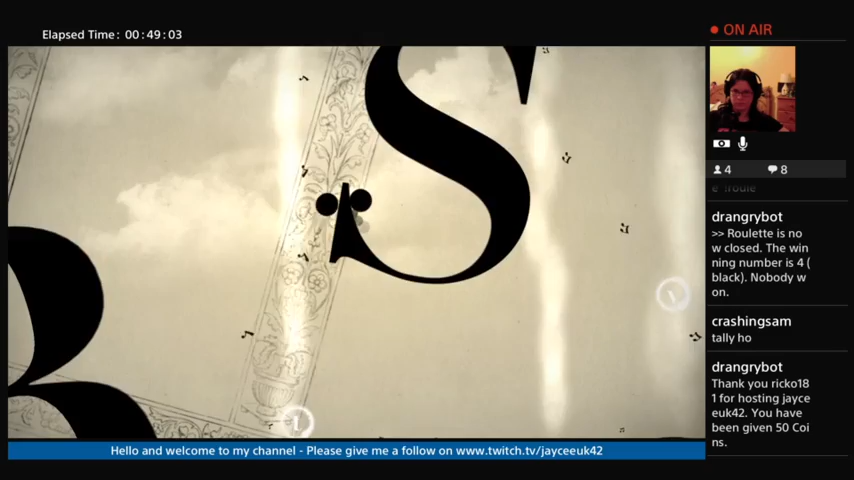 Elapsed Time: 00:49:03
ON AIR
S
4
8
drangrybot
>> Roulette is no
w closed. The win
ning number is 4 (
black). Nobody w
on.
crashingsam
tally ho
drangrybot
Thank you ricko18
1 for hosting jayce
euk42. You have
been given 50 Coi
ns.
Hello and welcome to my channel - Please give me a follow on www.twitch.tv/jayceeuk42